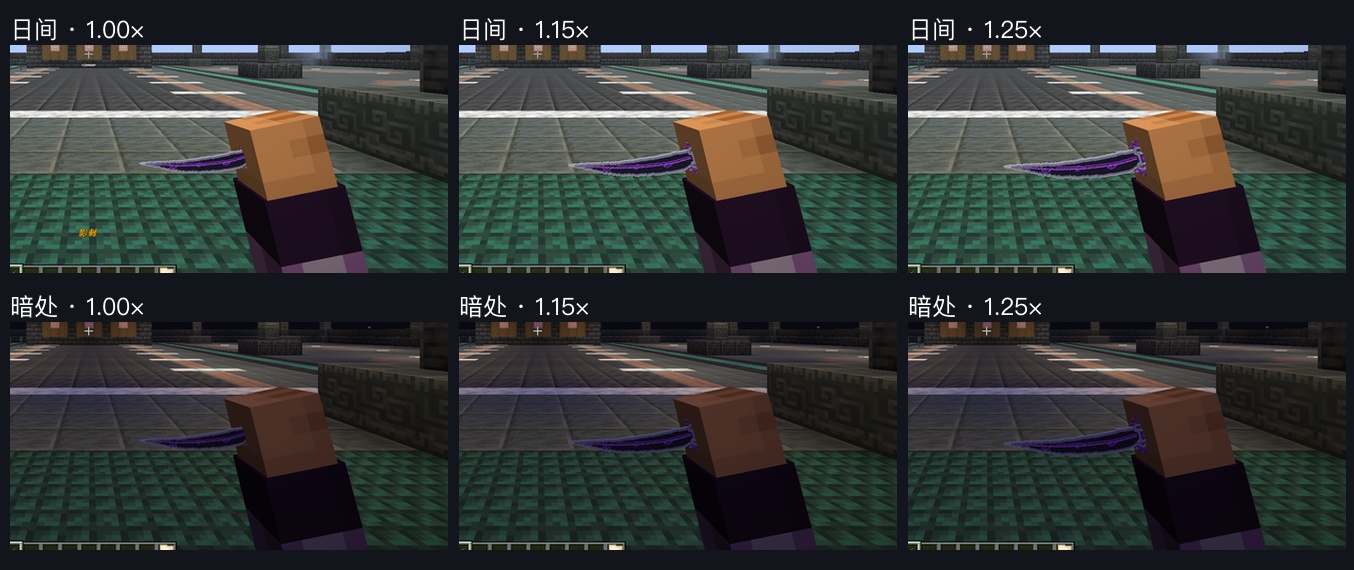 日间 · 1.00×
日间 · 1.15×
日间 · 1.25×
影刺
暗处 · 1.00×
暗处 · 1.15×
暗处 · 1.25×